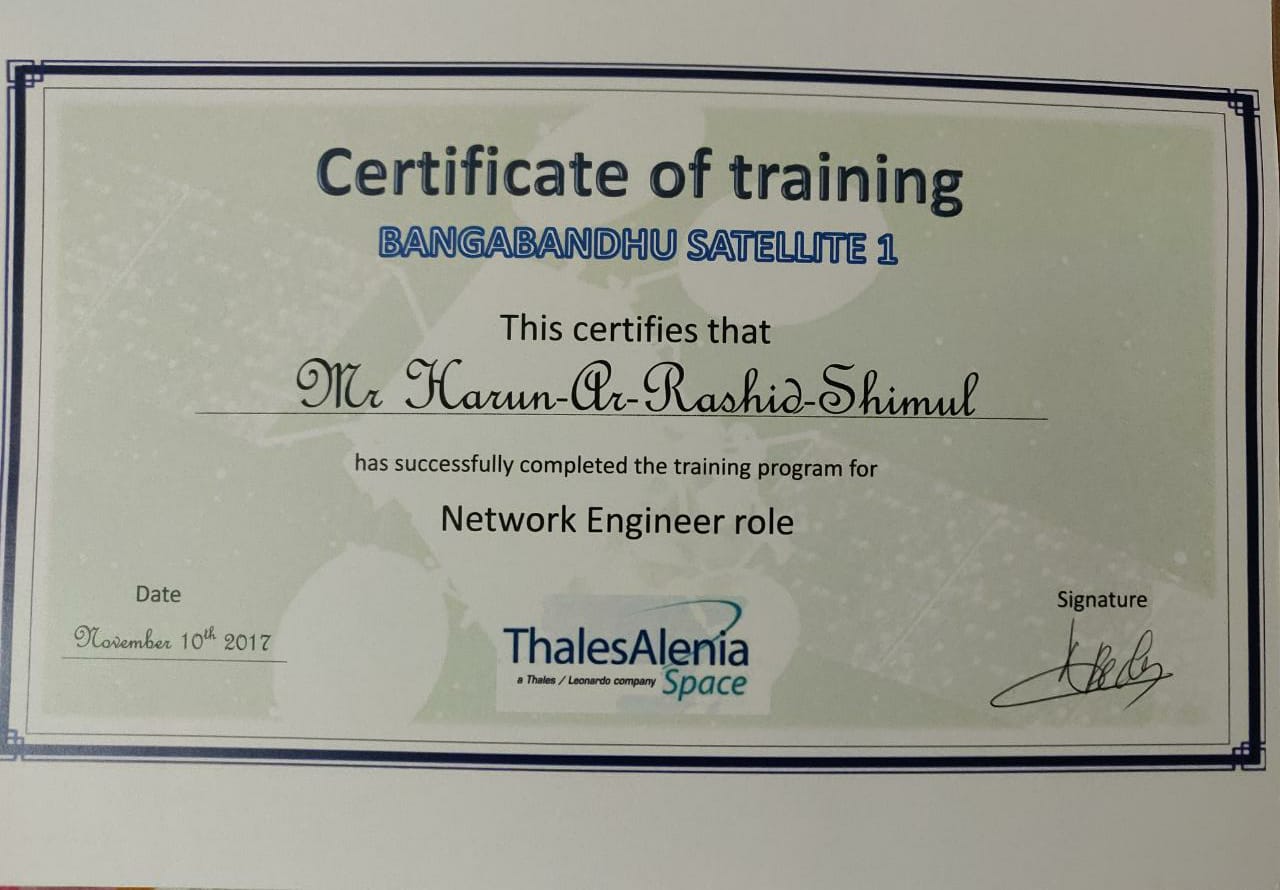 Certificate of training
BANGABANDHU SATELLITE 1
This certifies that
Mr Harun-Ar-Rashid-Shimul
has successfully completed the training program for
Network Engineer role
Date
November 10th 2017
ThalesAlenia
a Thales / Leonardo company Space
Signature